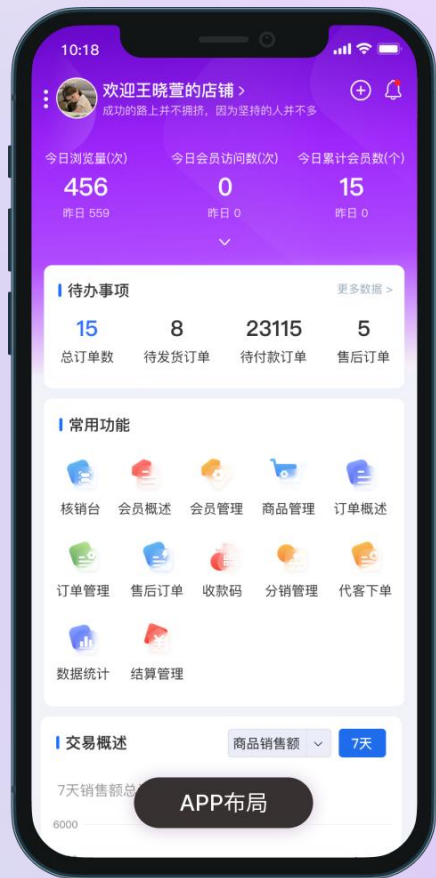 10:18
欢迎王晓萱的店铺 >
成功的路上并不拥挤，因为坚持的人并不多
今日浏览量(次) 今日会员访问数(次) 今日累计会员数(个)
456 0 15
昨日 559 昨日 0 昨日 0
待办事项 更多数据 >
15 8 23115 5
总订单数 待发货订单 待付款订单 售后订单
常用功能
核销台 会员概述 会员管理 商品管理 订单概述
订单管理 售后订单 收款码 分销管理 代客下单
数据统计 结算管理
交易概述 商品销售额 7天
7天销售额总
APP布局
6000